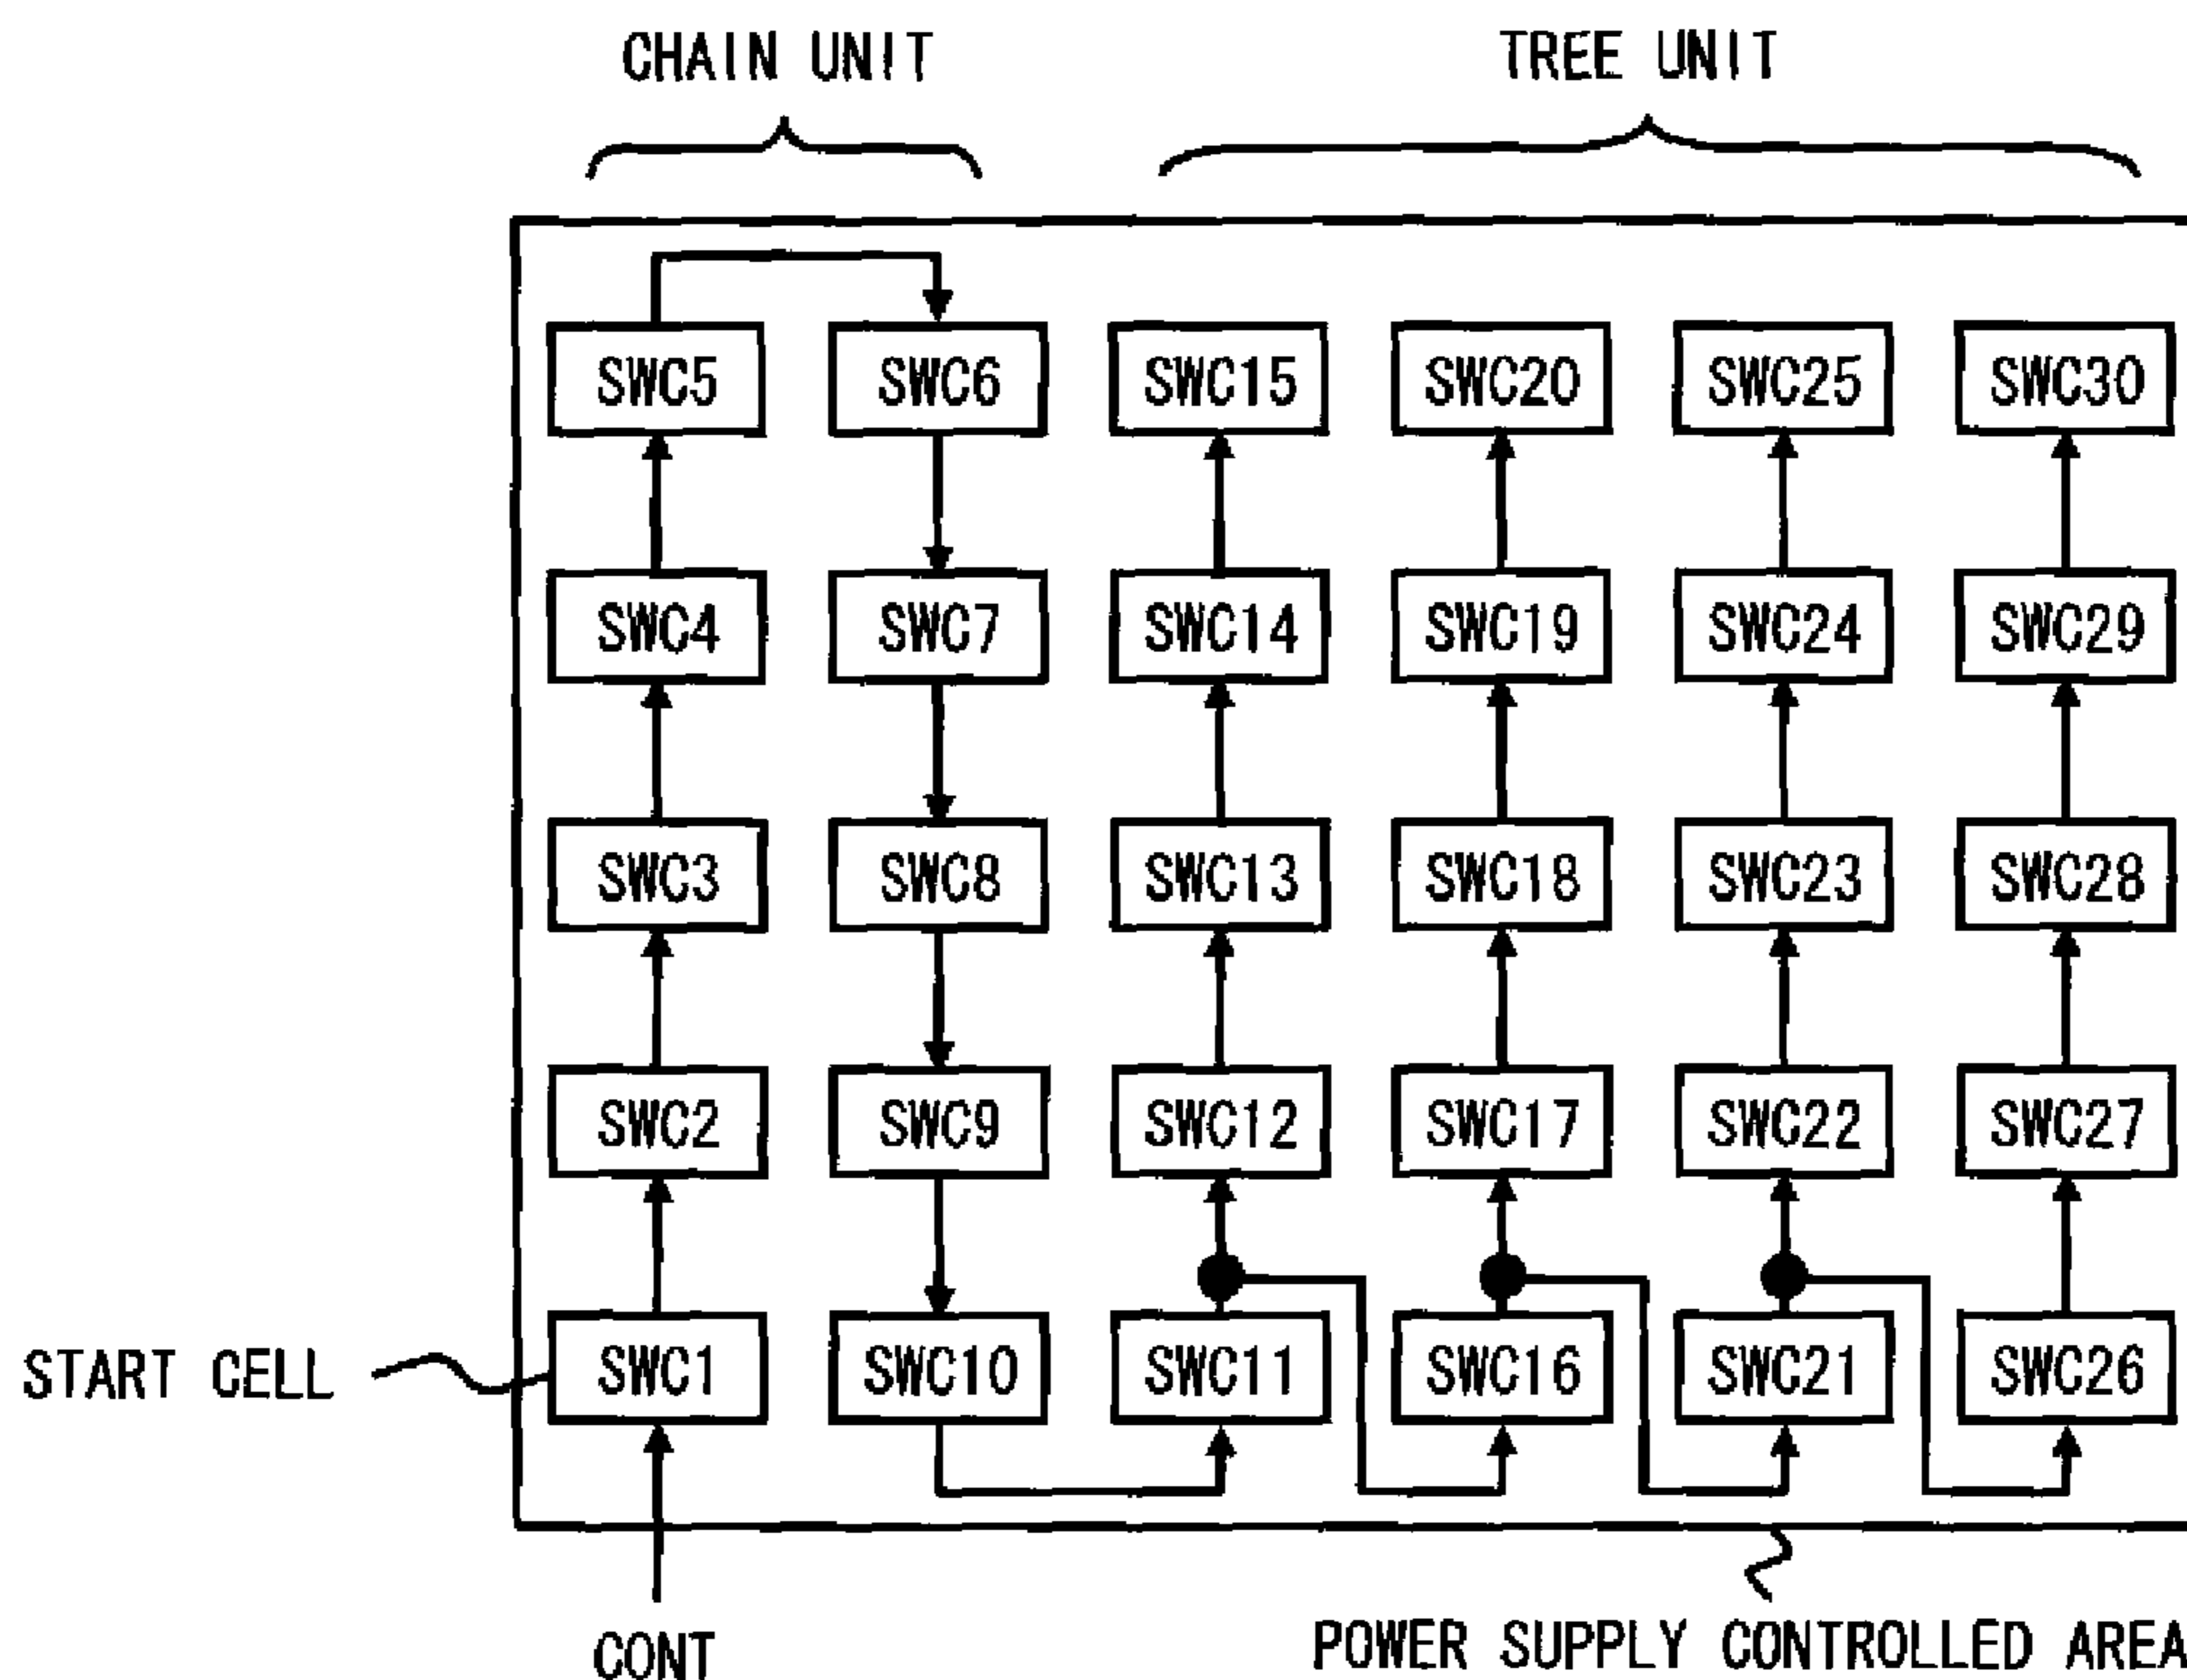 CHAIN UNIT
TREE UNIT
SWC5 SWC6 SWC15 SWC20 SWC25 SWC30
SWC4 SWC7 SWC14 SWC19 SWC24 SWC29
SWC3 SWC8 SWC13 SWC18 SWC23 SWC28
SWC2 SWC9 SWC12 SWC17 SWC22 SWC27
START CELL SWC1 SWC10 SWC11 SWC16 SWC21 SWC26
CONT
POWER SUPPLY CONTROLLED AREA